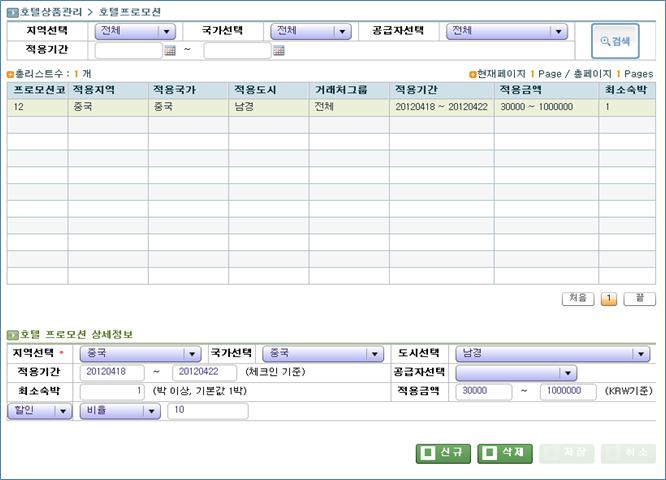 호텔상품관리 > 호텔프로모션
지역선택 전체 국가선택 전체 공급자선택 전체 검색
적용기간 ~
총리스트수 : 1 개 현재페이지 1 Page / 총페이지 1 Pages
프로모션코 적용지역 적용국가 적용도시 거래처그룹 적용기간 적용금액 최소숙박
12 중국 중국 남경 전체 20120418 ~ 20120422 30000 ~ 1000000 1
처음 1 끝
호텔 프로모션 상세정보
지역선택 * 중국 국가선택 중국 도시선택 남경
적용기간 20120418 ~ 20120422 (체크인 기준) 공급자선택
최소숙박 1 (박 이상, 기본값 1박) 적용금액 30000 ~ 1000000 (KRW기준)
할인 비율 10
신규 삭제 저장 취소